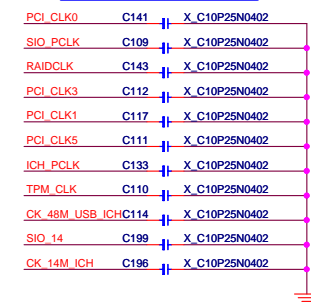 PCI_CLK0 C141 X_C10P25N0402
SIO_PCLK C109 X_C10P25N0402
RAIDCLK C143 X_C10P25N0402
PCI_CLK3 C112 X_C10P25N0402
PCI_CLK1 C117 X_C10P25N0402
PCI_CLK5 C111 X_C10P25N0402
ICH_PCLK C133 X_C10P25N0402
TPM_CLK C110 X_C10P25N0402
CK_48M_USB_ICH C114 X_C10P25N0402
SIO_14 C199 X_C10P25N0402
CK_14M_ICH C196 X_C10P25N0402